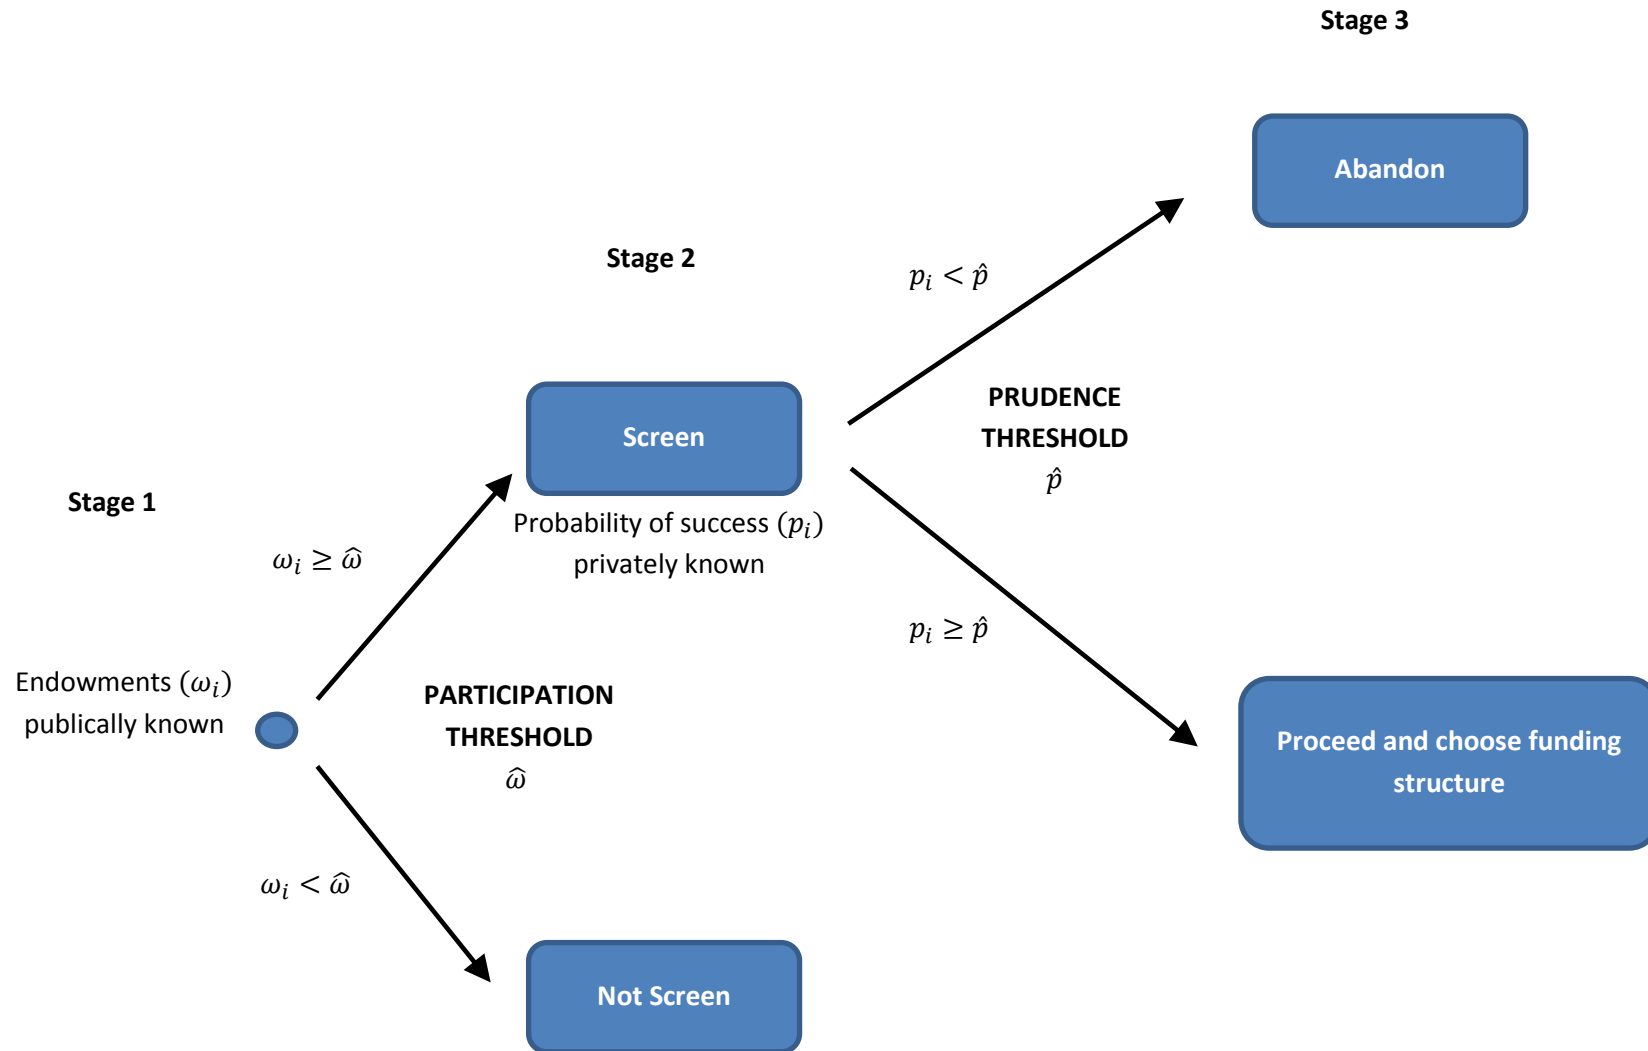 Stage 3
Abandon
Stage 2
p_i < p̂
PRUDENCE
THRESHOLD
p̂
Screen
Stage 1
Probability of success (p_i)
privately known
ω_i ≥ ω̂
p_i ≥ p̂
Endowments (ω_i)
publically known
PARTICIPATION
THRESHOLD
ω̂
Proceed and choose funding
structure
ω_i < ω̂
Not Screen